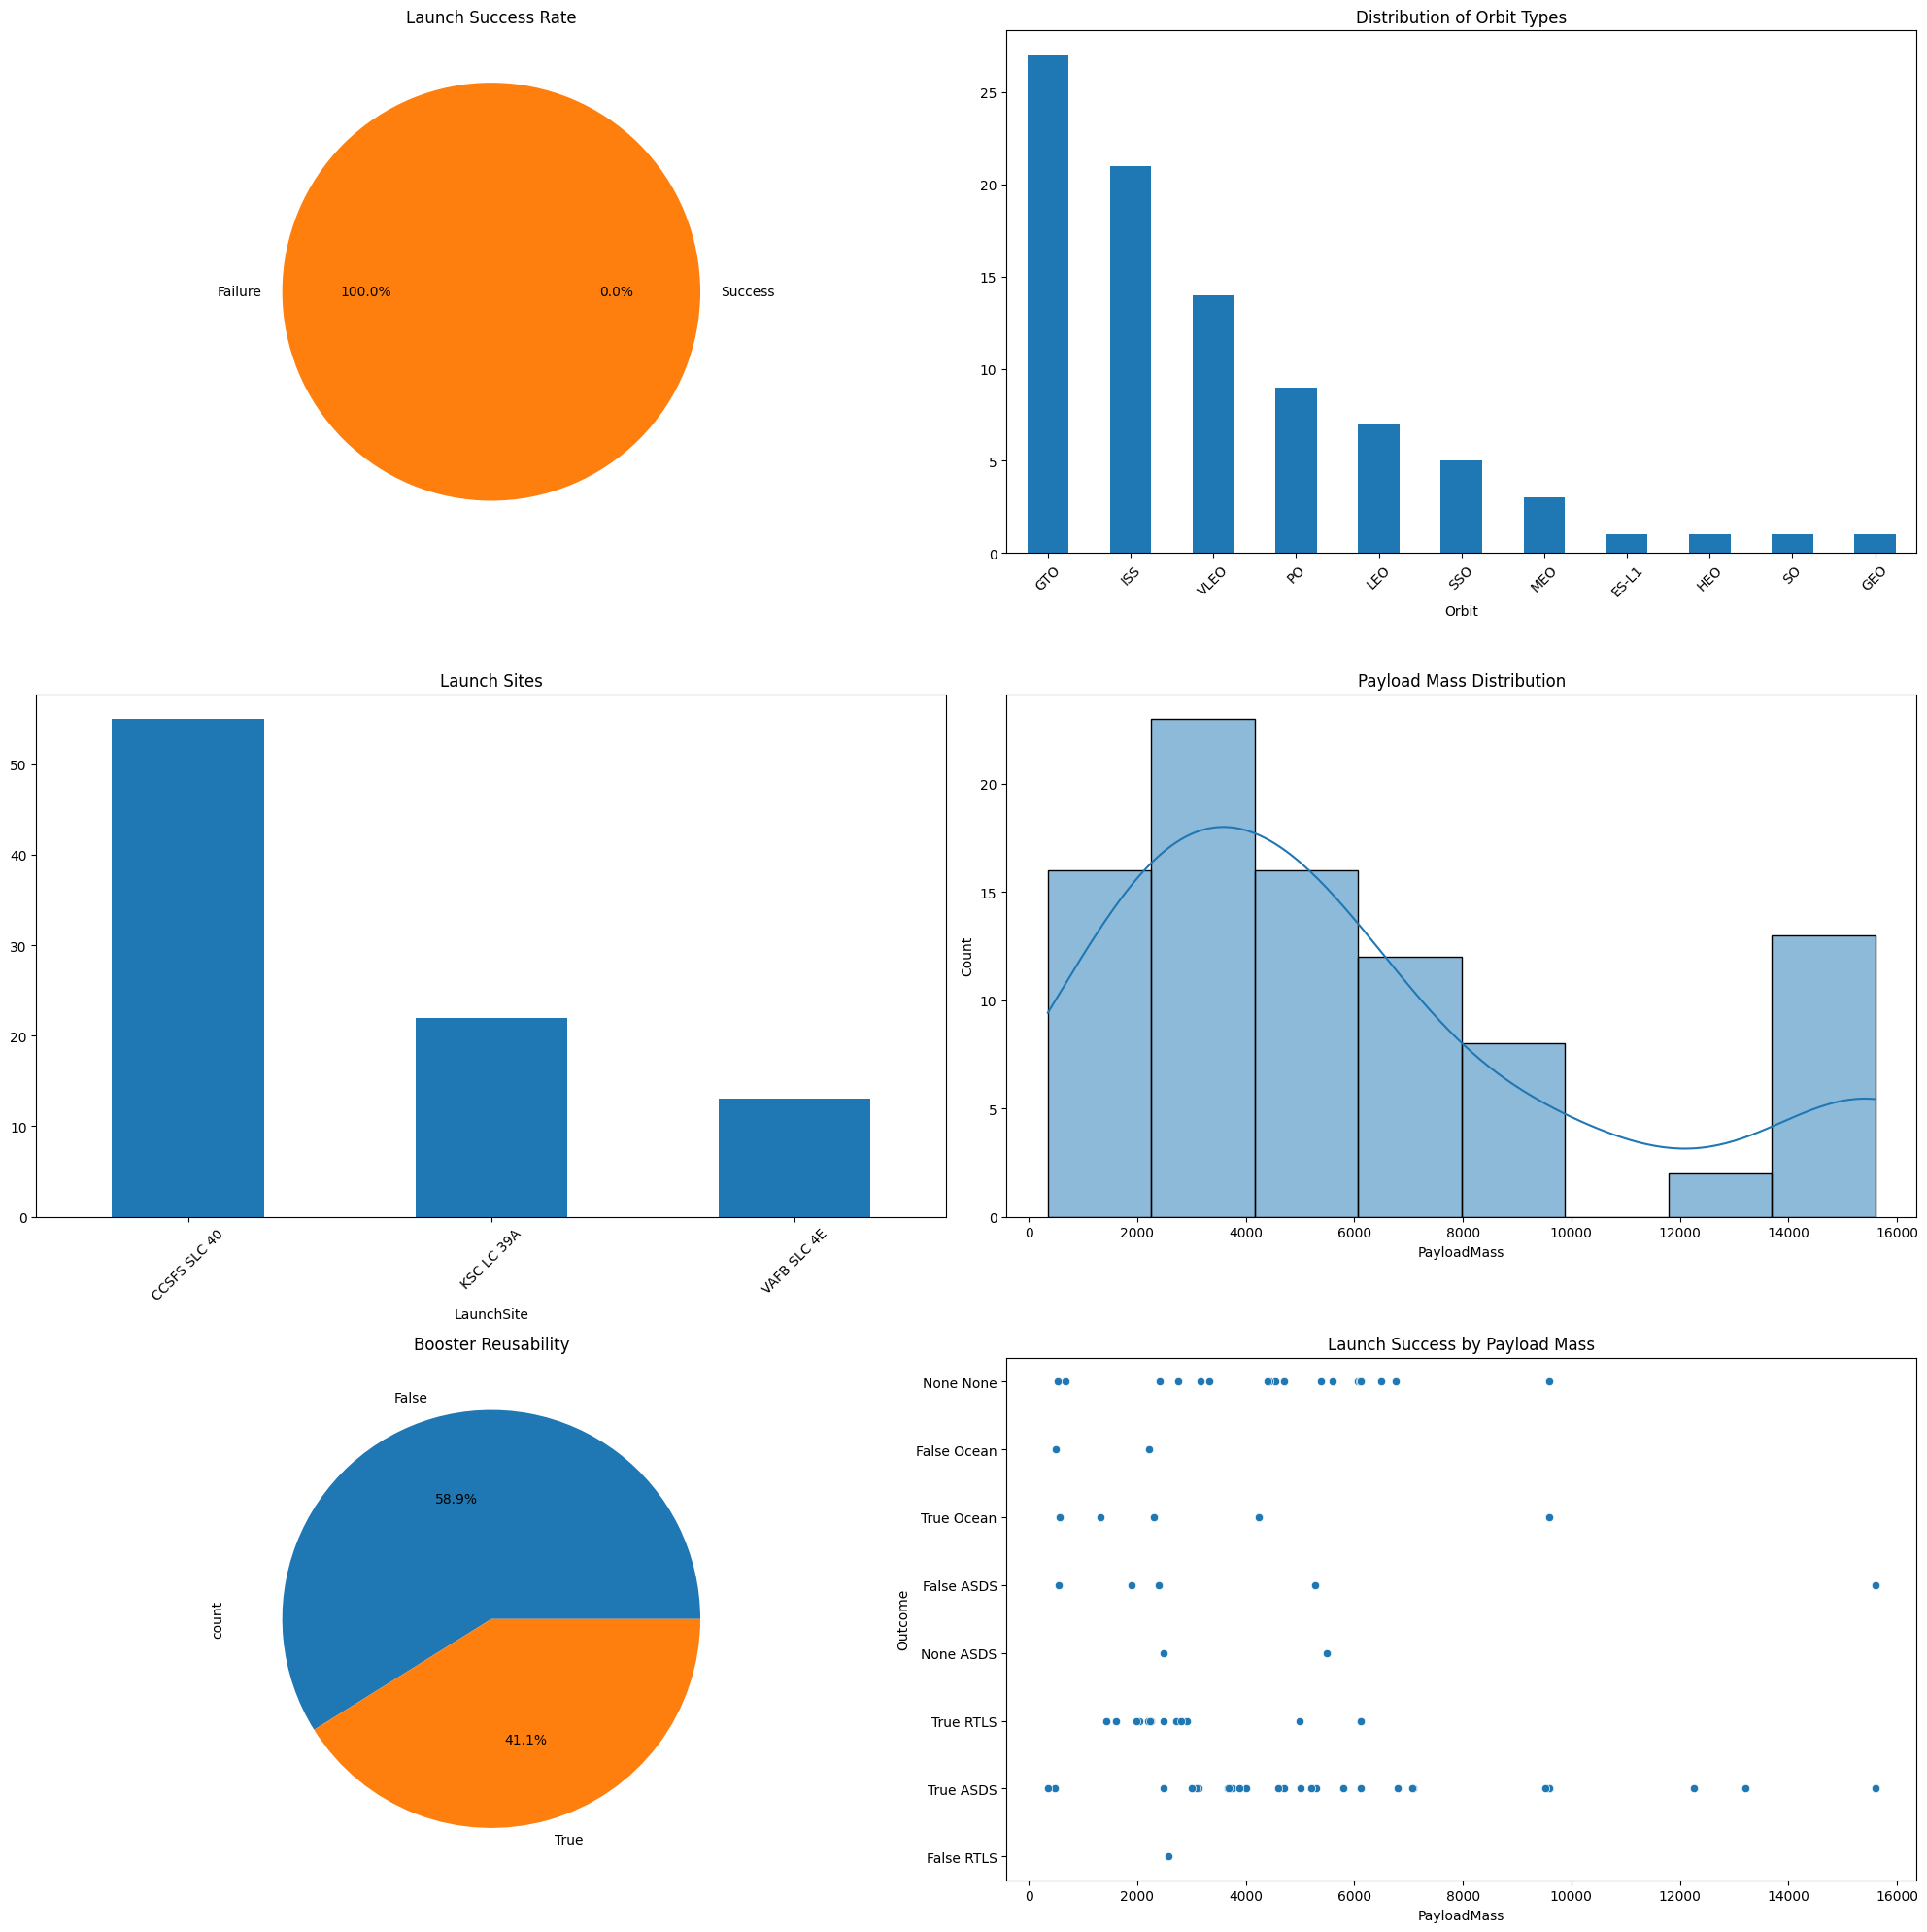 Launch Success Rate
Failure
100.0%
0.0%
Success
Distribution of Orbit Types
25
20
15
10
5
0
GTO
ISS
VLEO
PO
LEO
SSO
MEO
ES-L1
HEO
SO
GEO
Orbit
Launch Sites
50
40
30
20
10
0
CCSFS SLC 40
KSC LC 39A
VAFB SLC 4E
LaunchSite
Payload Mass Distribution
Count
20
15
10
5
0
0
2000
4000
6000
8000
10000
12000
14000
16000
PayloadMass
Booster Reusability
False
58.9%
count
41.1%
True
Launch Success by Payload Mass
Outcome
None None
False Ocean
True Ocean
False ASDS
None ASDS
True RTLS
True ASDS
False RTLS
0
2000
4000
6000
8000
10000
12000
14000
16000
PayloadMass